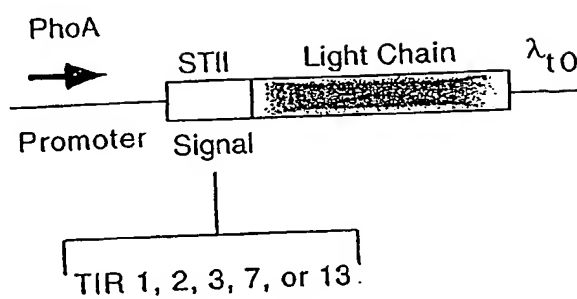 PhoA
STII
Light Chain
λt0
Promoter
Signal
TIR 1, 2, 3, 7, or 13.